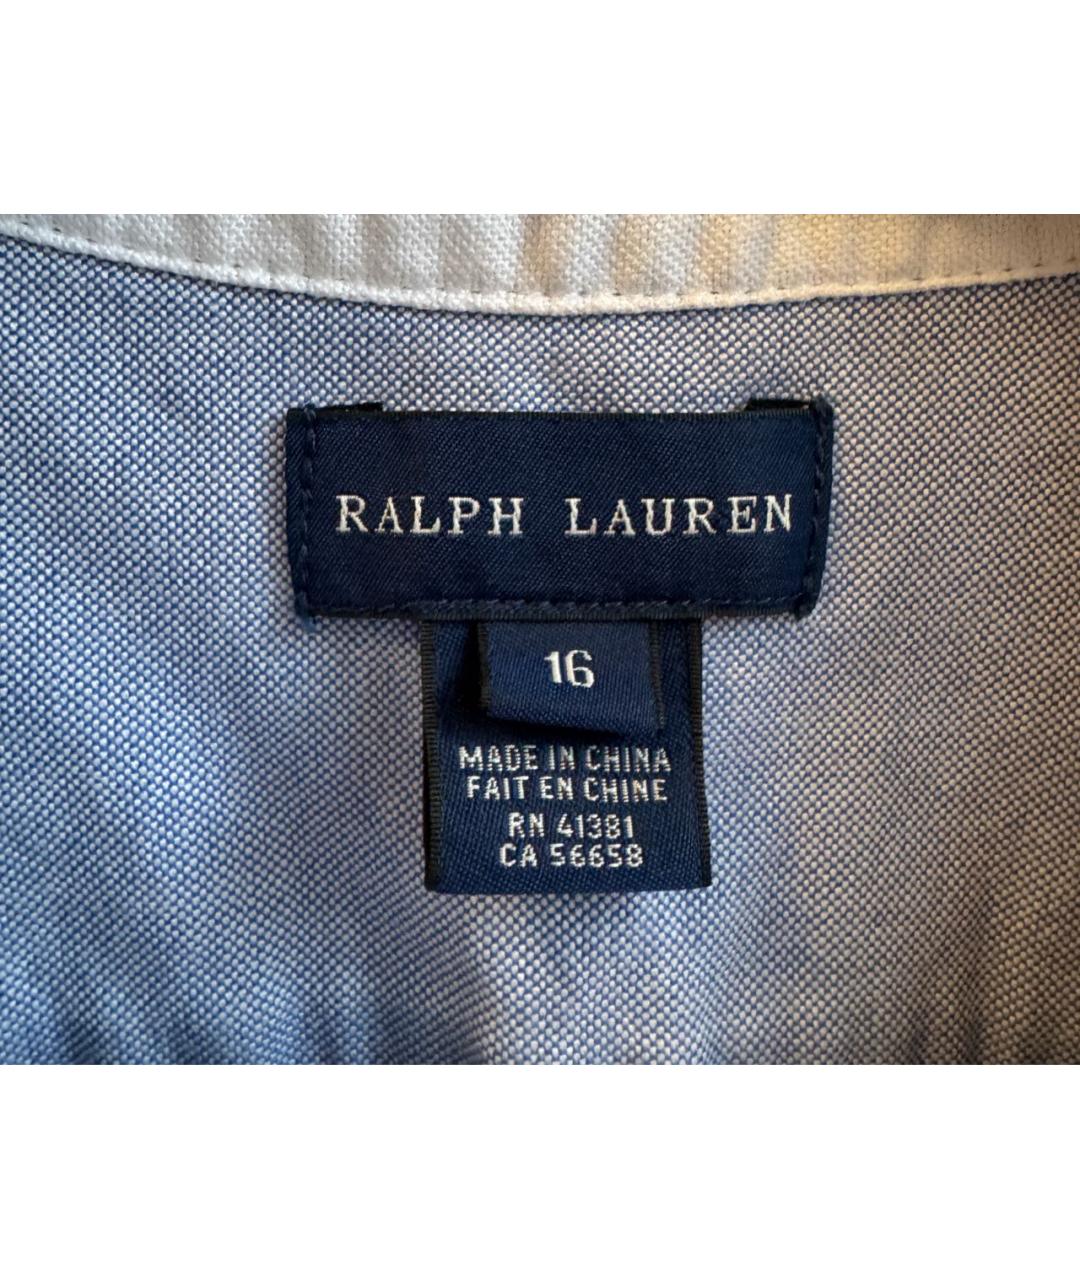 RALPH LAUREN
16
MADE IN CHINA
FAIT EN CHINE
RN 41381
CA 56658